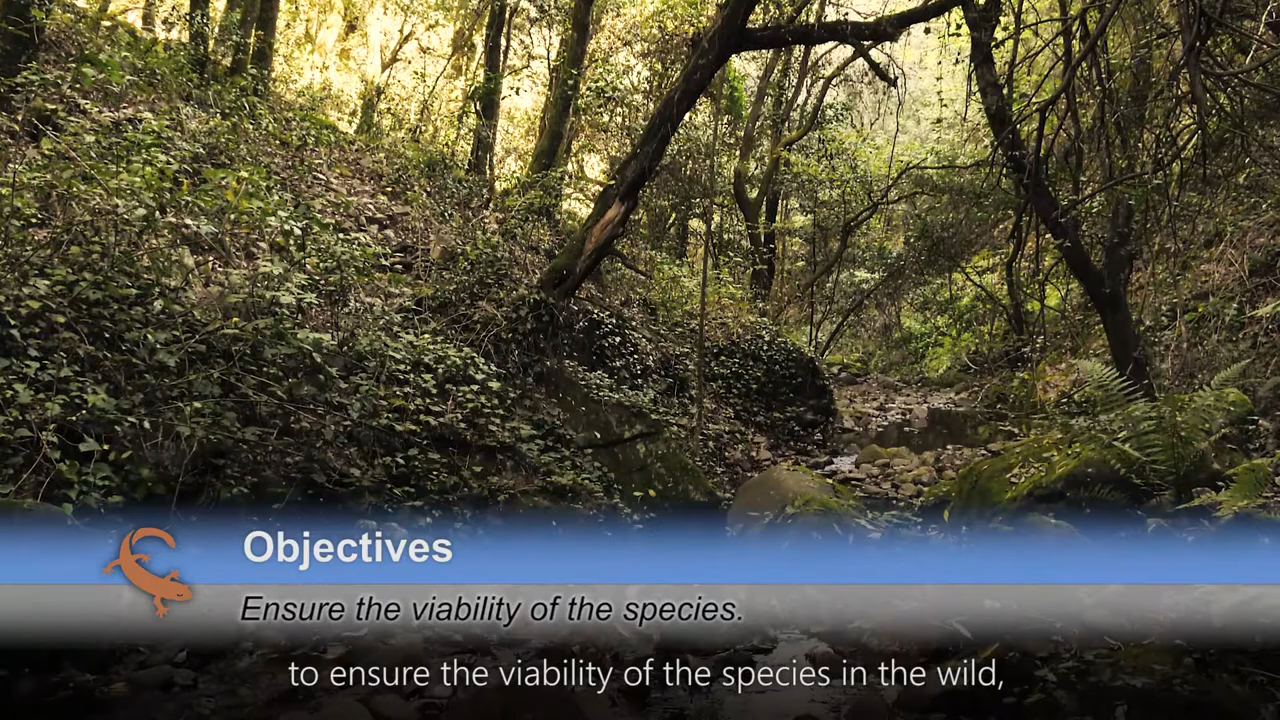 Objectives
Ensure the viability of the species.
to ensure the viability of the species in the wild,